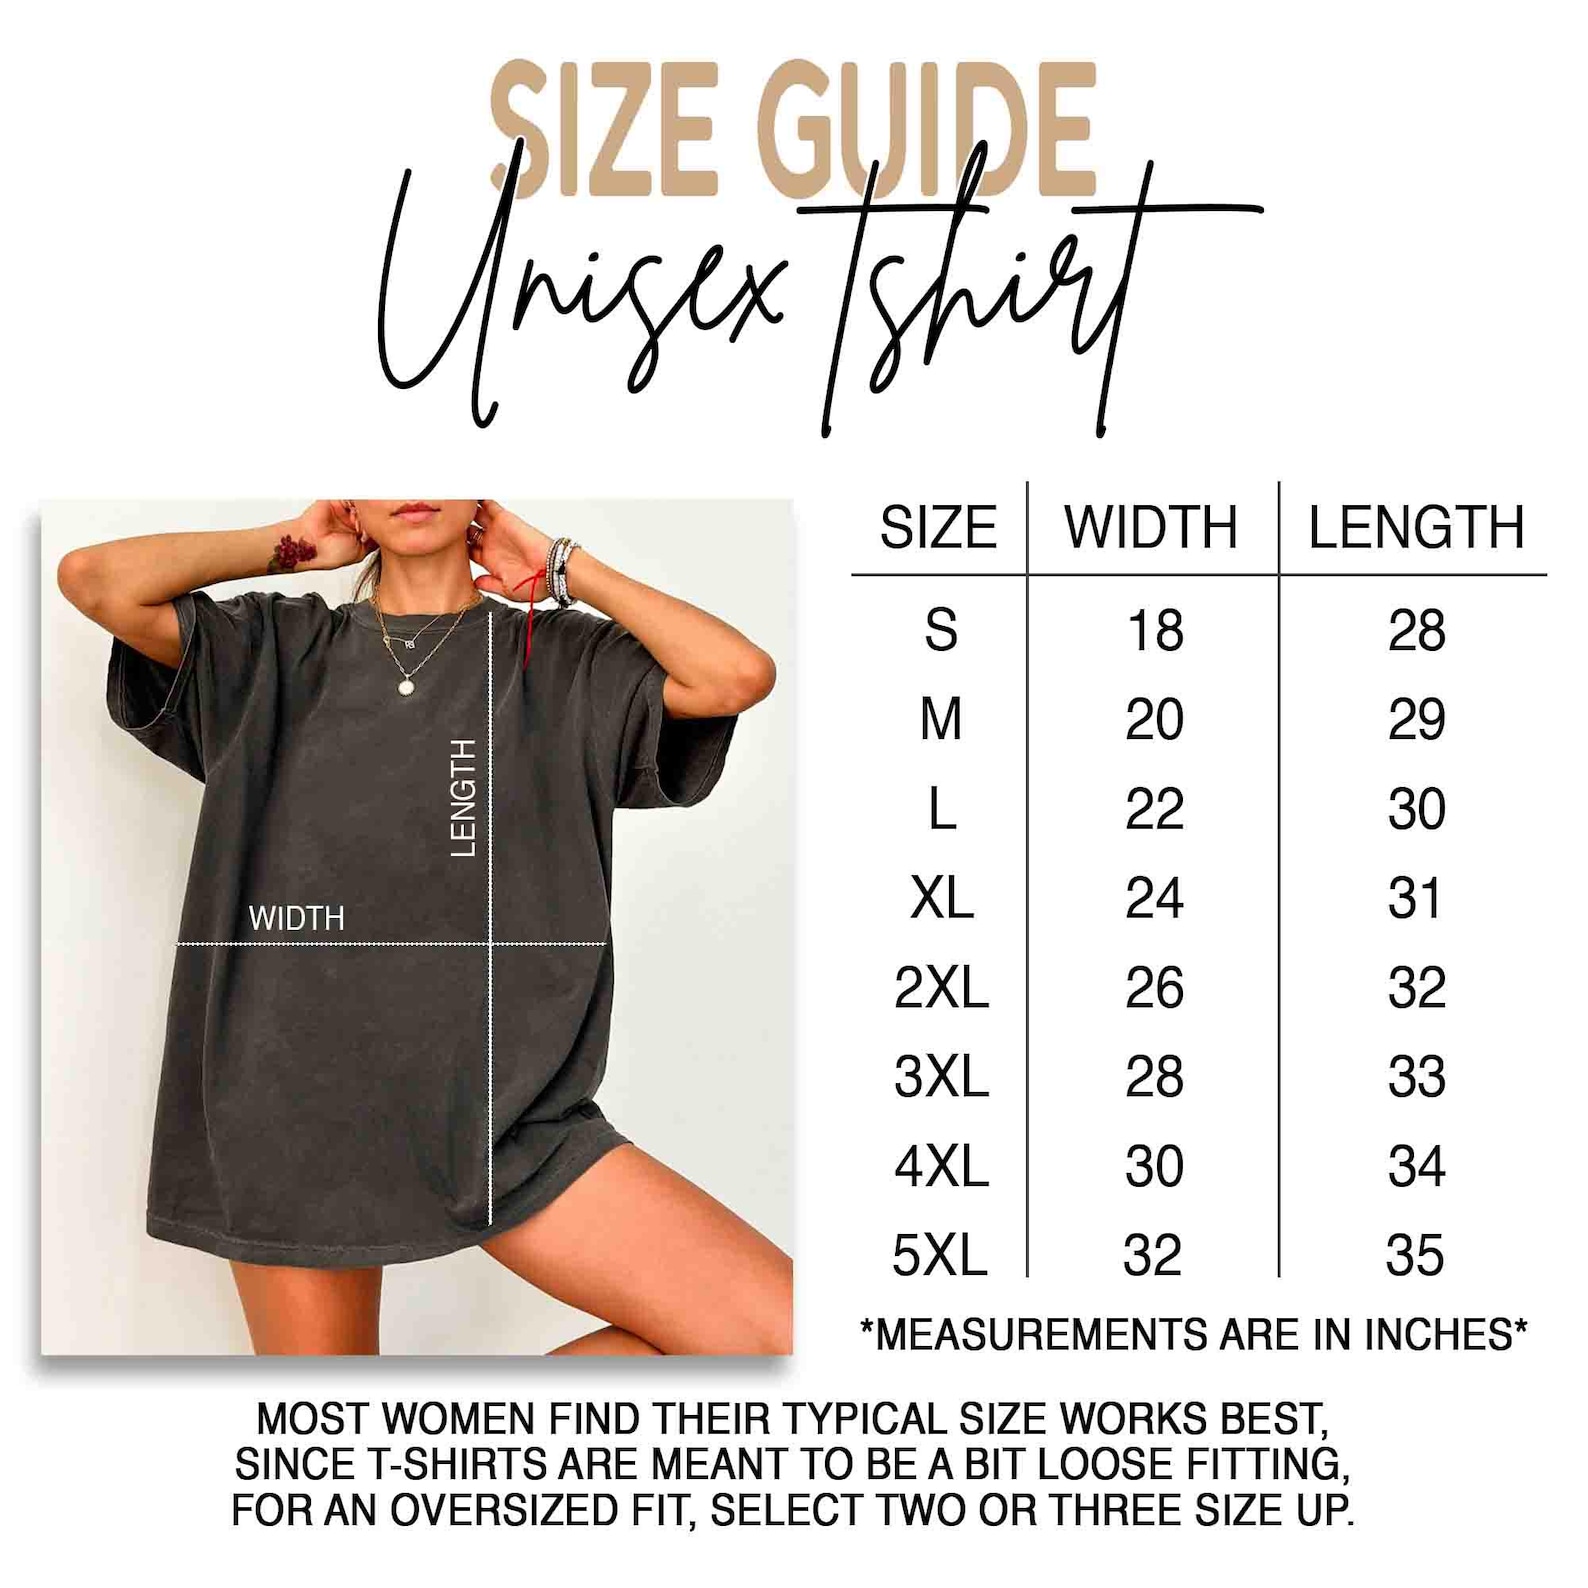 SIZE GUIDE
Unisex tshirt
SIZE WIDTH LENGTH
S 18 28
M 20 29
L 22 30
XL 24 31
2XL 26 32
3XL 28 33
4XL 30 34
5XL 32 35
*MEASUREMENTS ARE IN INCHES*
LENGTH
WIDTH
MOST WOMEN FIND THEIR TYPICAL SIZE WORKS BEST,
SINCE T-SHIRTS ARE MEANT TO BE A BIT LOOSE FITTING,
FOR AN OVERSIZED FIT, SELECT TWO OR THREE SIZE UP.